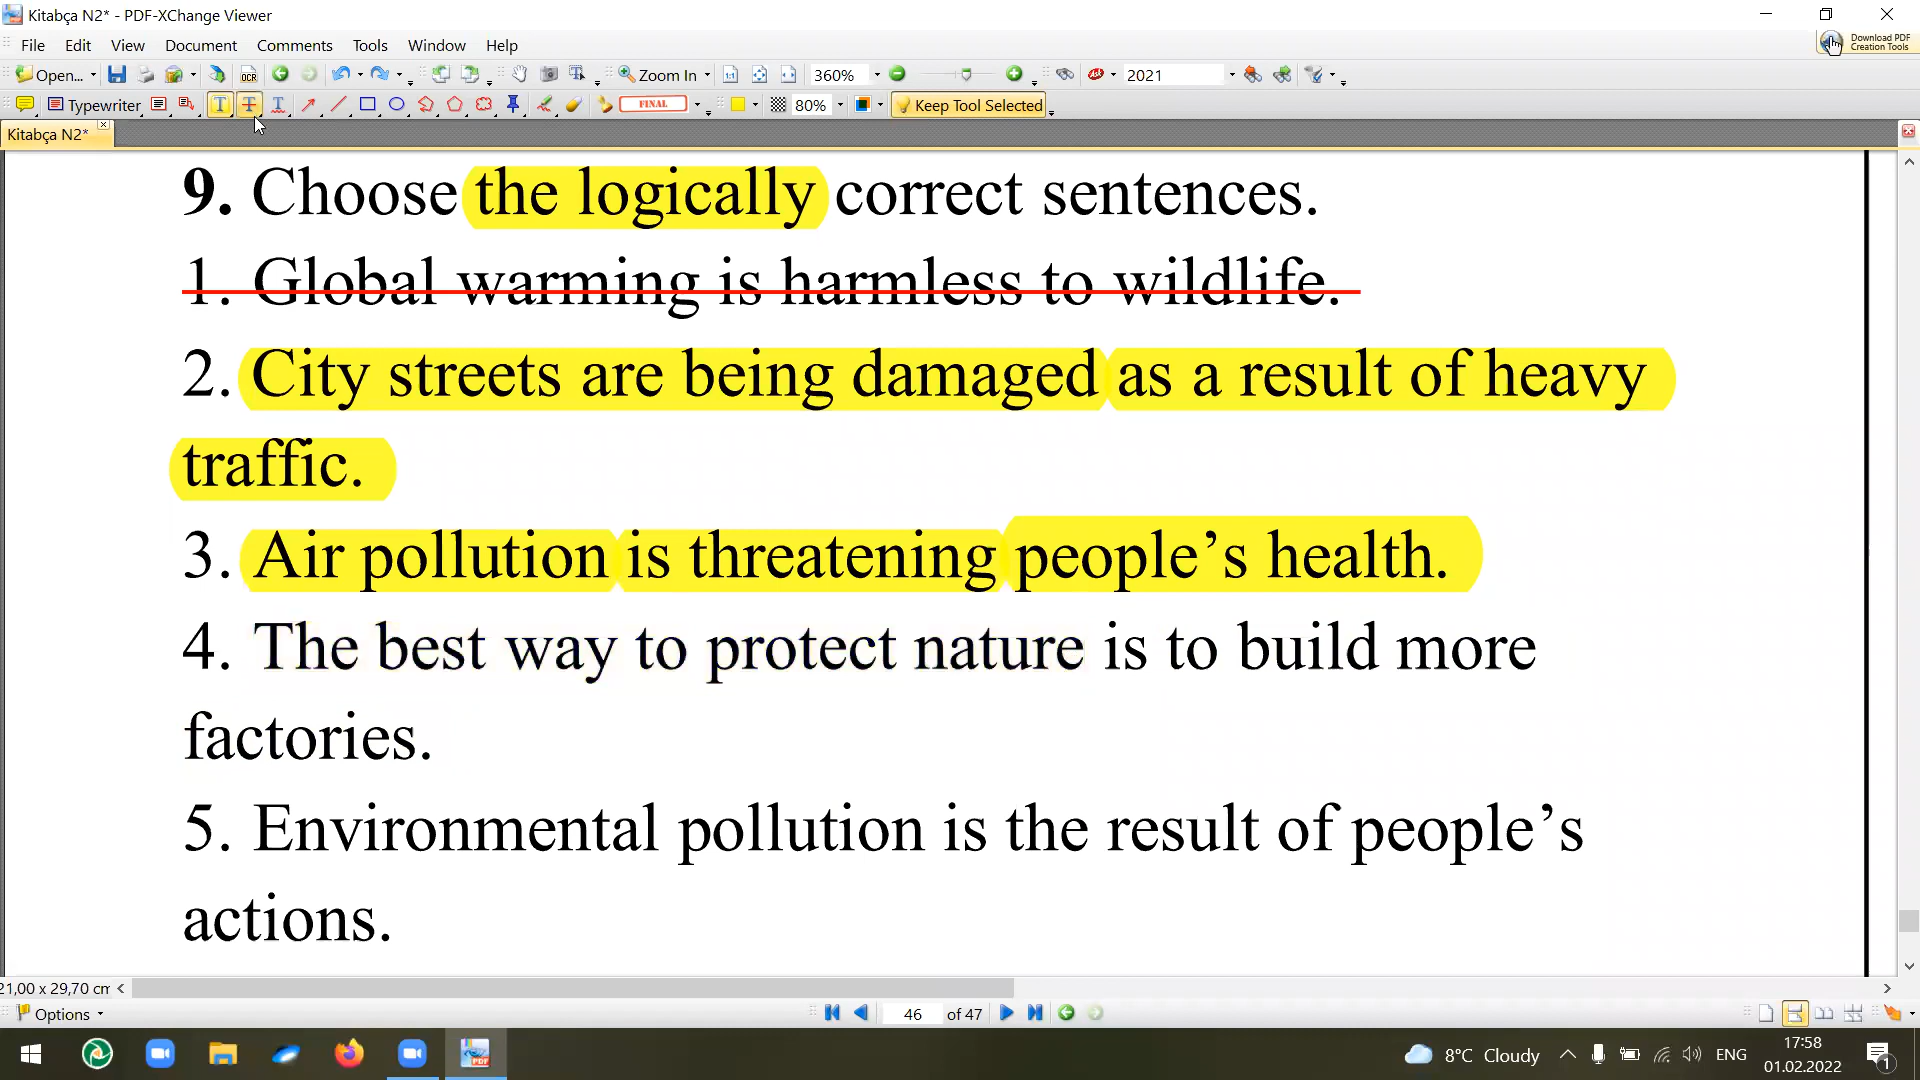 Kitabça N2* - PDF-XChange Viewer
File Edit View Document Comments Tools Window Help
Download PDF
Creation Tools
Open...
OCR
Zoom In
360%
2021
Typewriter
FINAL
80%
Keep Tool Selected
Kitabça N2*
9. Choose the logically correct sentences.
1. Global warming is harmless to wildlife.
2. City streets are being damaged as a result of heavy
traffic.
3. Air pollution is threatening people’s health.
4. The best way to protect nature is to build more
factories.
5. Environmental pollution is the result of people’s
actions.
21,00 x 29,70 cm
Options
46 of 47
8°C Cloudy
ENG
17:58
01.02.2022
1